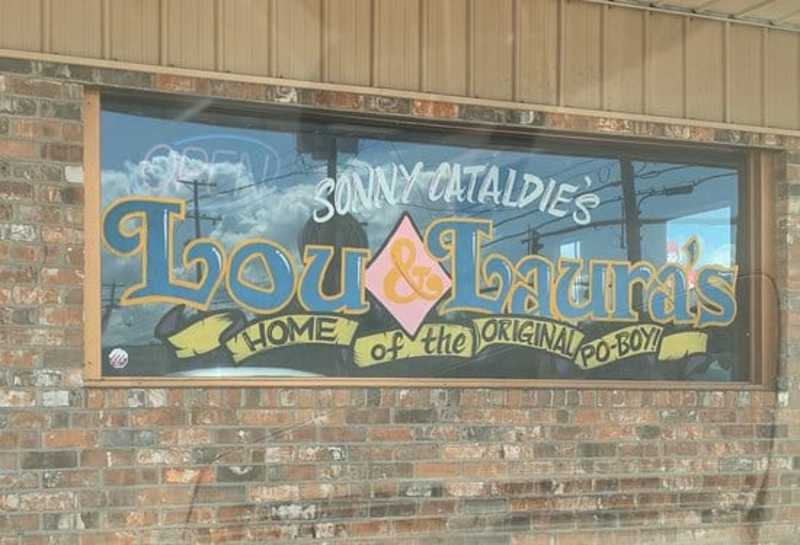 OPEN
SONNY CATALDIE'S
Lou & Laura's
HOME of the ORIGINAL PO-BOY!